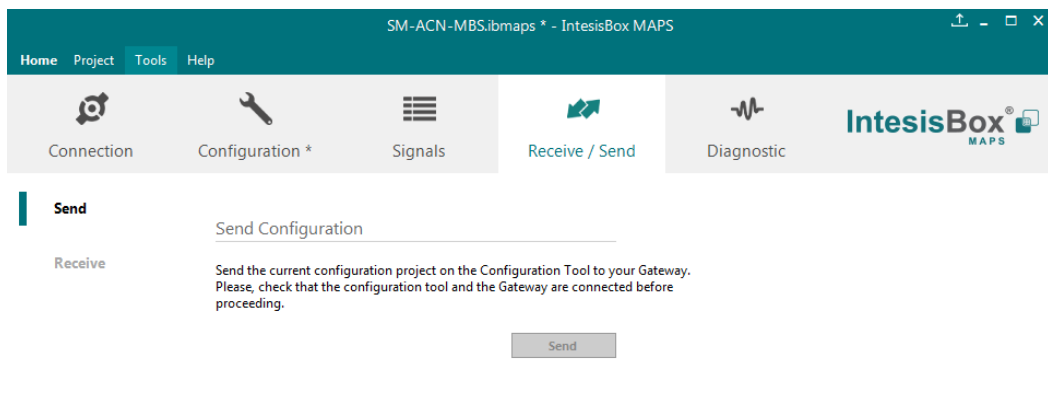 SM-ACN-MBS.ibmaps * - IntesisBox MAPS
Home Project Tools Help
Connection Configuration * Signals Receive / Send Diagnostic
IntesisBox®
MAPS
Send
Send Configuration
Receive
Send the current configuration project on the Configuration Tool to your Gateway.
Please, check that the configuration tool and the Gateway are connected before
proceeding.
Send